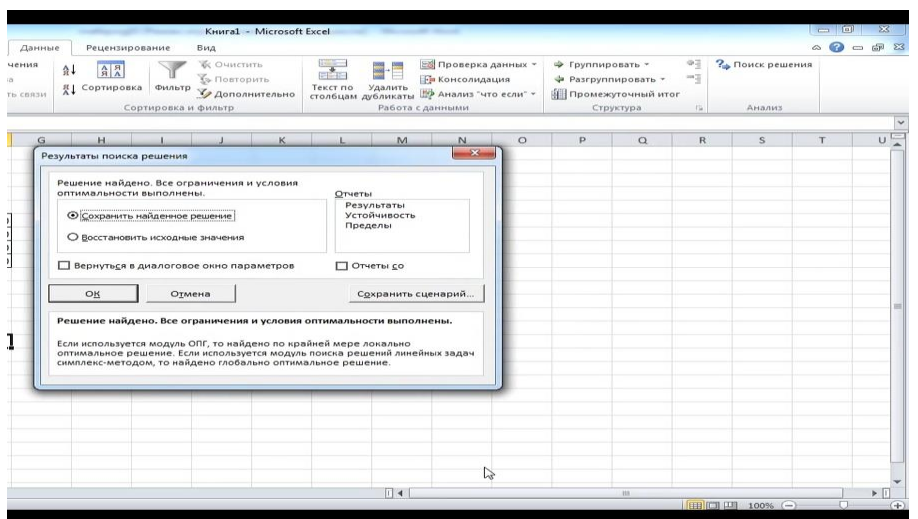 Книга1 - Microsoft Excel
Данные Рецензирование Вид
Очистить
Повторить
Дополнительно
Сортировка Фильтр
Сортировка и фильтр
Текст по столбцам
Удалить дубликаты
Проверка данных
Консолидация
Анализ "что если"
Работа с данными
Группировать
Разгруппировать
Промежуточный итог
Структура
Поиск решения
Анализ
G H I J K L M N O P Q R S T U
Результаты поиска решения
Решение найдено. Все ограничения и условия
оптимальности выполнены.
Сохранить найденное решение
Восстановить исходные значения
Отчеты
Результаты
Устойчивость
Пределы
Вернуться в диалоговое окно параметров
Отчеты со
ОК Отмена Сохранить сценарий...
Решение найдено. Все ограничения и условия оптимальности выполнены.
Если используется модуль ОПГ, то найдено по крайней мере локально
оптимальное решение. Если используется модуль поиска решений линейных задач
симплекс-методом, то найдено глобально оптимальное решение.
100%